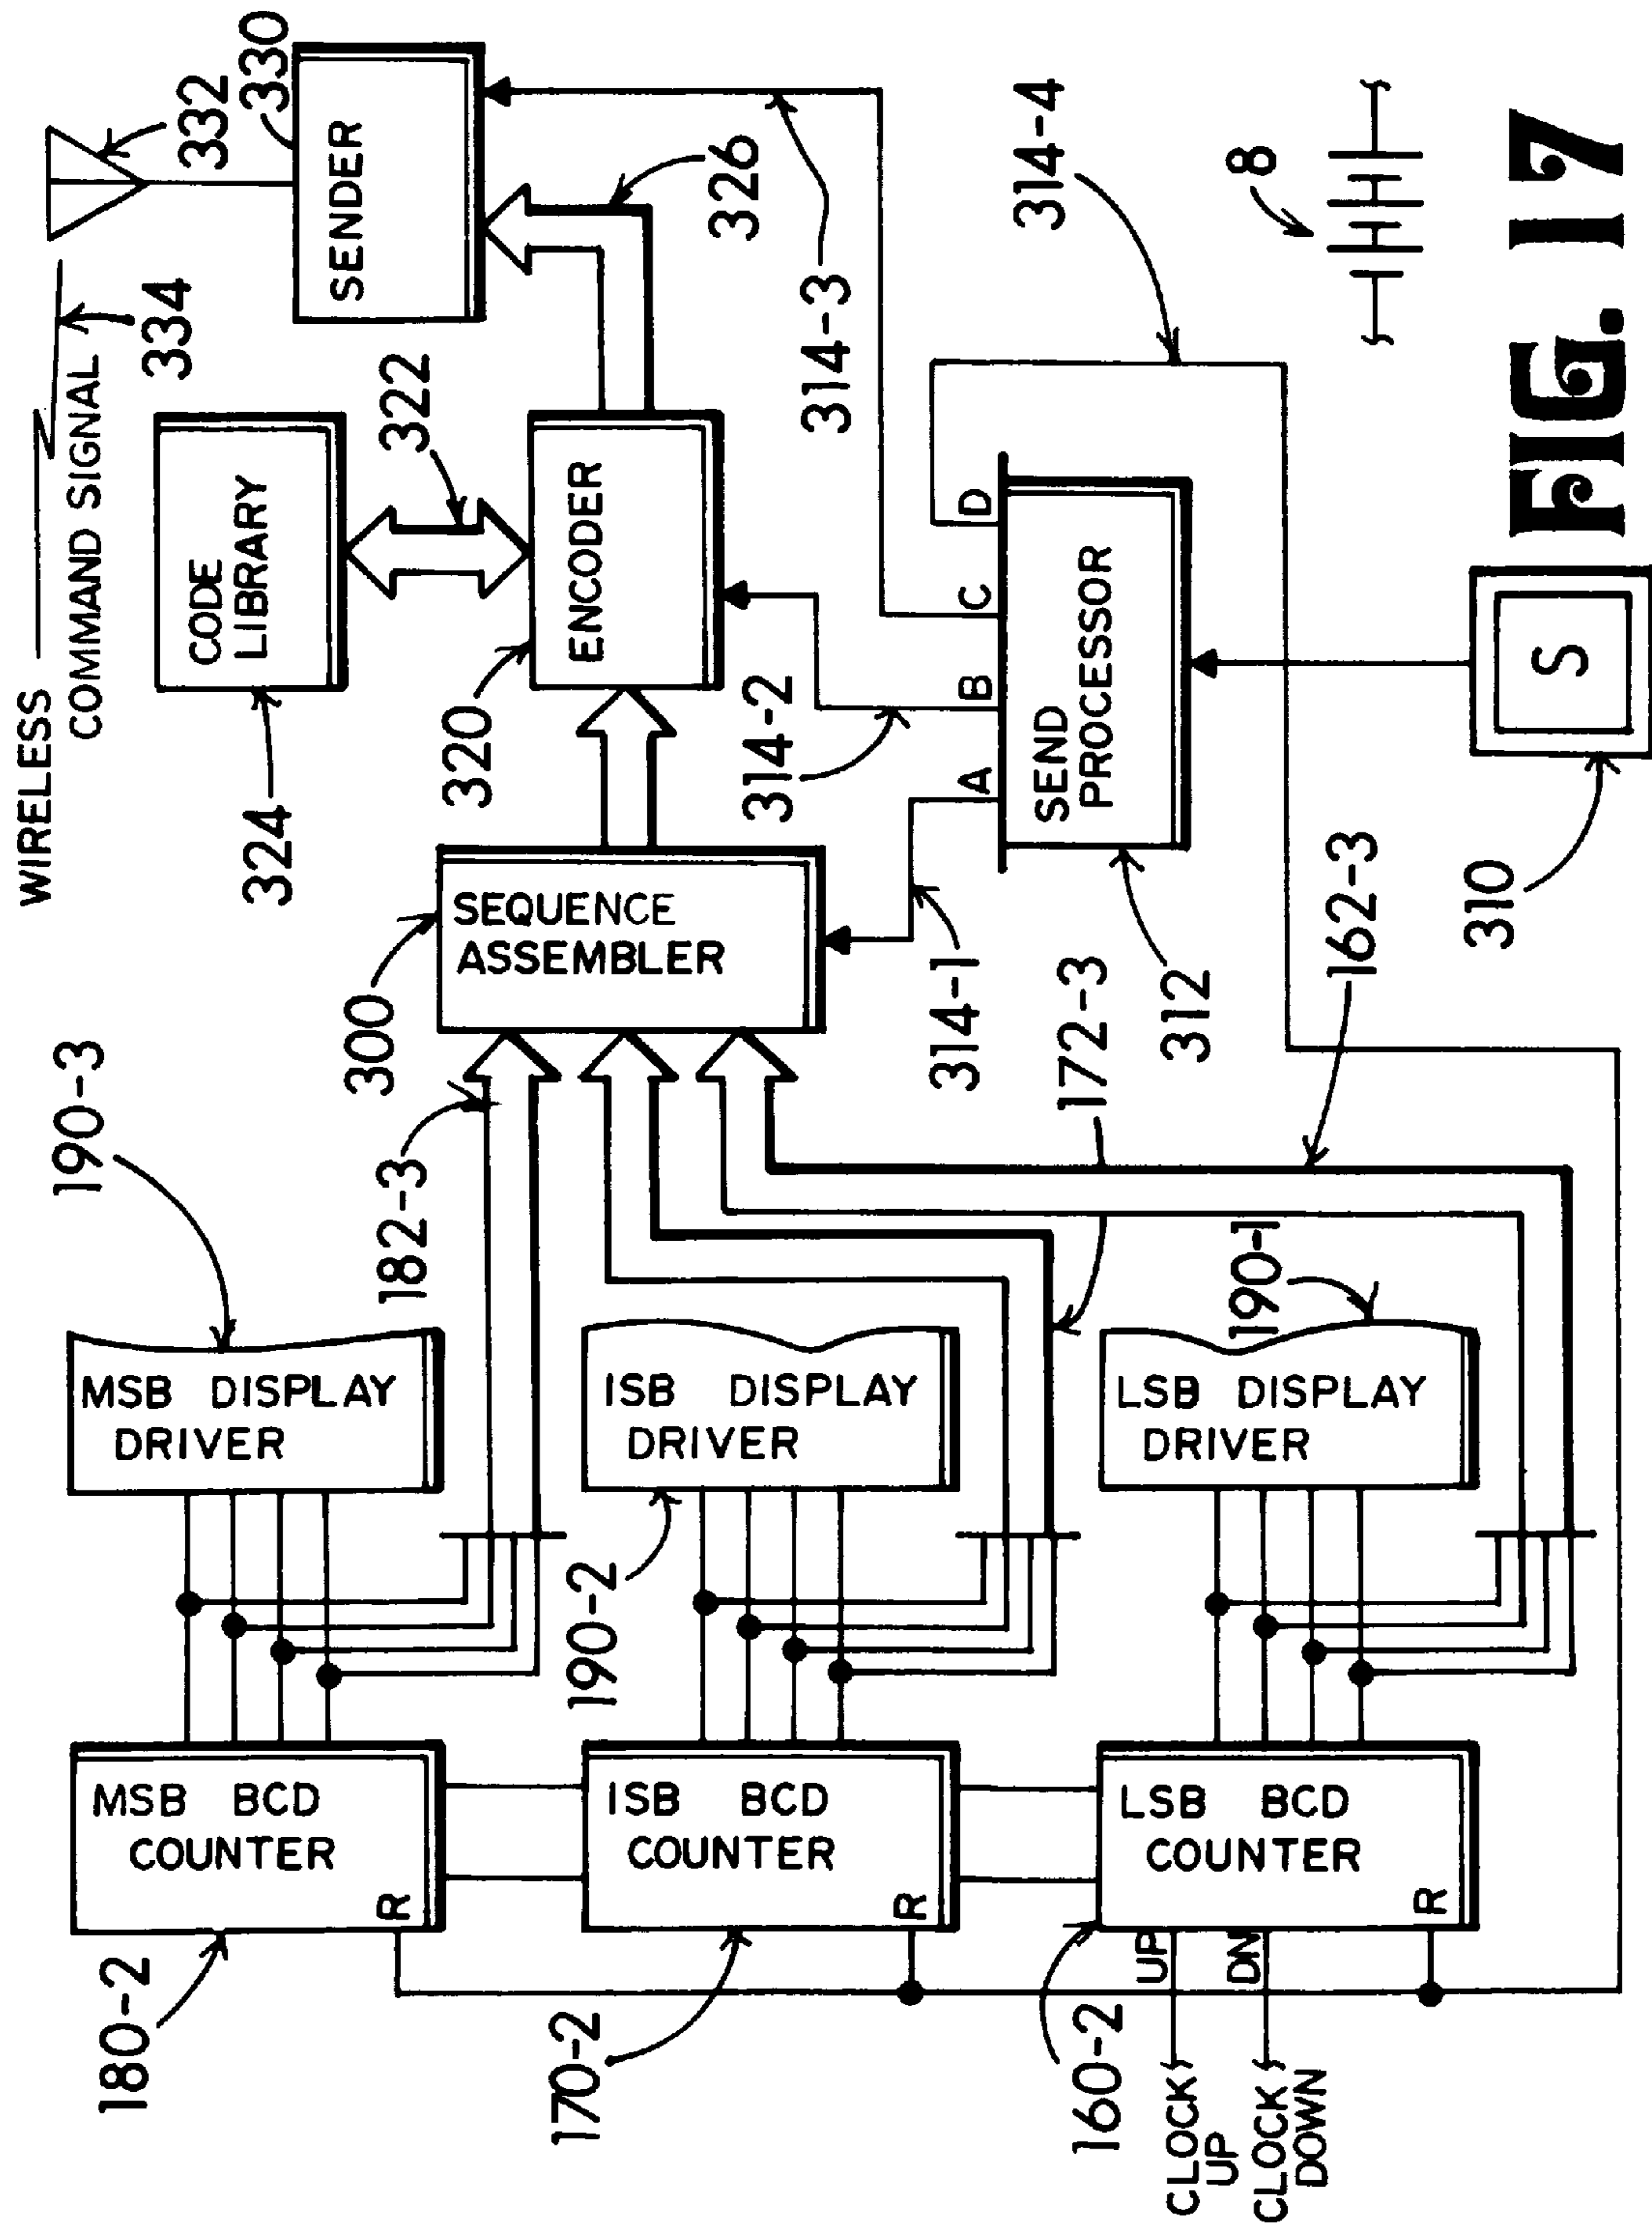 WIRELESS
COMMAND SIGNAL
334
332
330
SENDER
CODE
LIBRARY
324
322
326
320
ENCODER
314-3
314-2
300
SEQUENCE
ASSEMBLER
314-1
A B C D
SEND
PROCESSOR
312
314-4
8
S
310
190-3
MSB DISPLAY
DRIVER
182-3
ISB DISPLAY
DRIVER
190-2
172-3
162-3
LSB DISPLAY
DRIVER
190-1
MSB BCD
COUNTER
R
180-2
ISB BCD
COUNTER
R
170-2
LSB BCD
COUNTER
R
UP
DN
160-2
CLOCK
UP
CLOCK
DOWN
FIG. 17